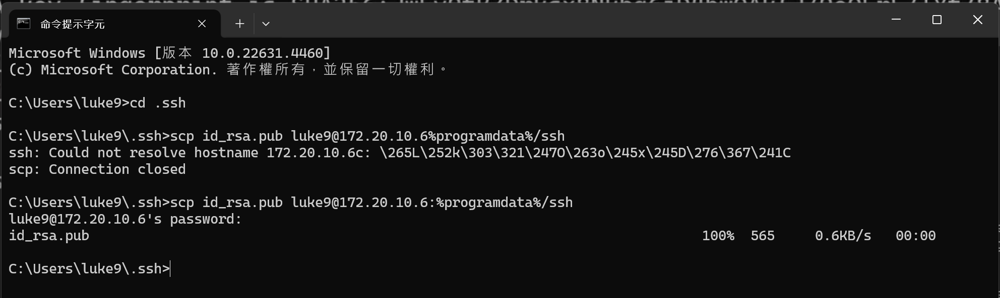 命令提示字元
Microsoft Windows [版本 10.0.22631.4460]
(c) Microsoft Corporation. 著作權所有，並保留一切權利。
C:\Users\luke9>cd .ssh
C:\Users\luke9\.ssh>scp id_rsa.pub luke9@172.20.10.6%programdata%/ssh
ssh: Could not resolve hostname 172.20.10.6c: \265L\252k\303\321\247O\263o\245x\245D\276\367\241C
scp: Connection closed
C:\Users\luke9\.ssh>scp id_rsa.pub luke9@172.20.10.6:%programdata%/ssh
luke9@172.20.10.6's password:
id_rsa.pub 100% 565 0.6KB/s 00:00
C:\Users\luke9\.ssh>